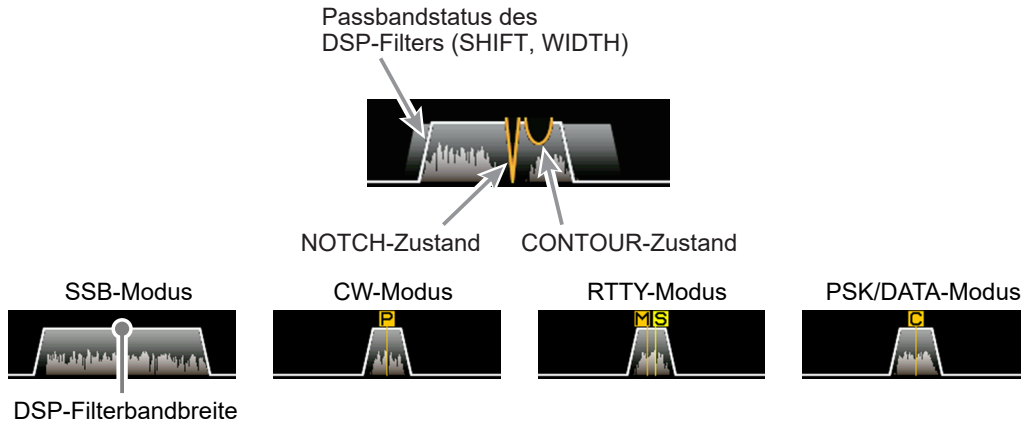 Passbandstatus des
DSP-Filters (SHIFT, WIDTH)
NOTCH-Zustand
CONTOUR-Zustand
SSB-Modus
CW-Modus
RTTY-Modus
PSK/DATA-Modus
P
M S
C
DSP-Filterbandbreite